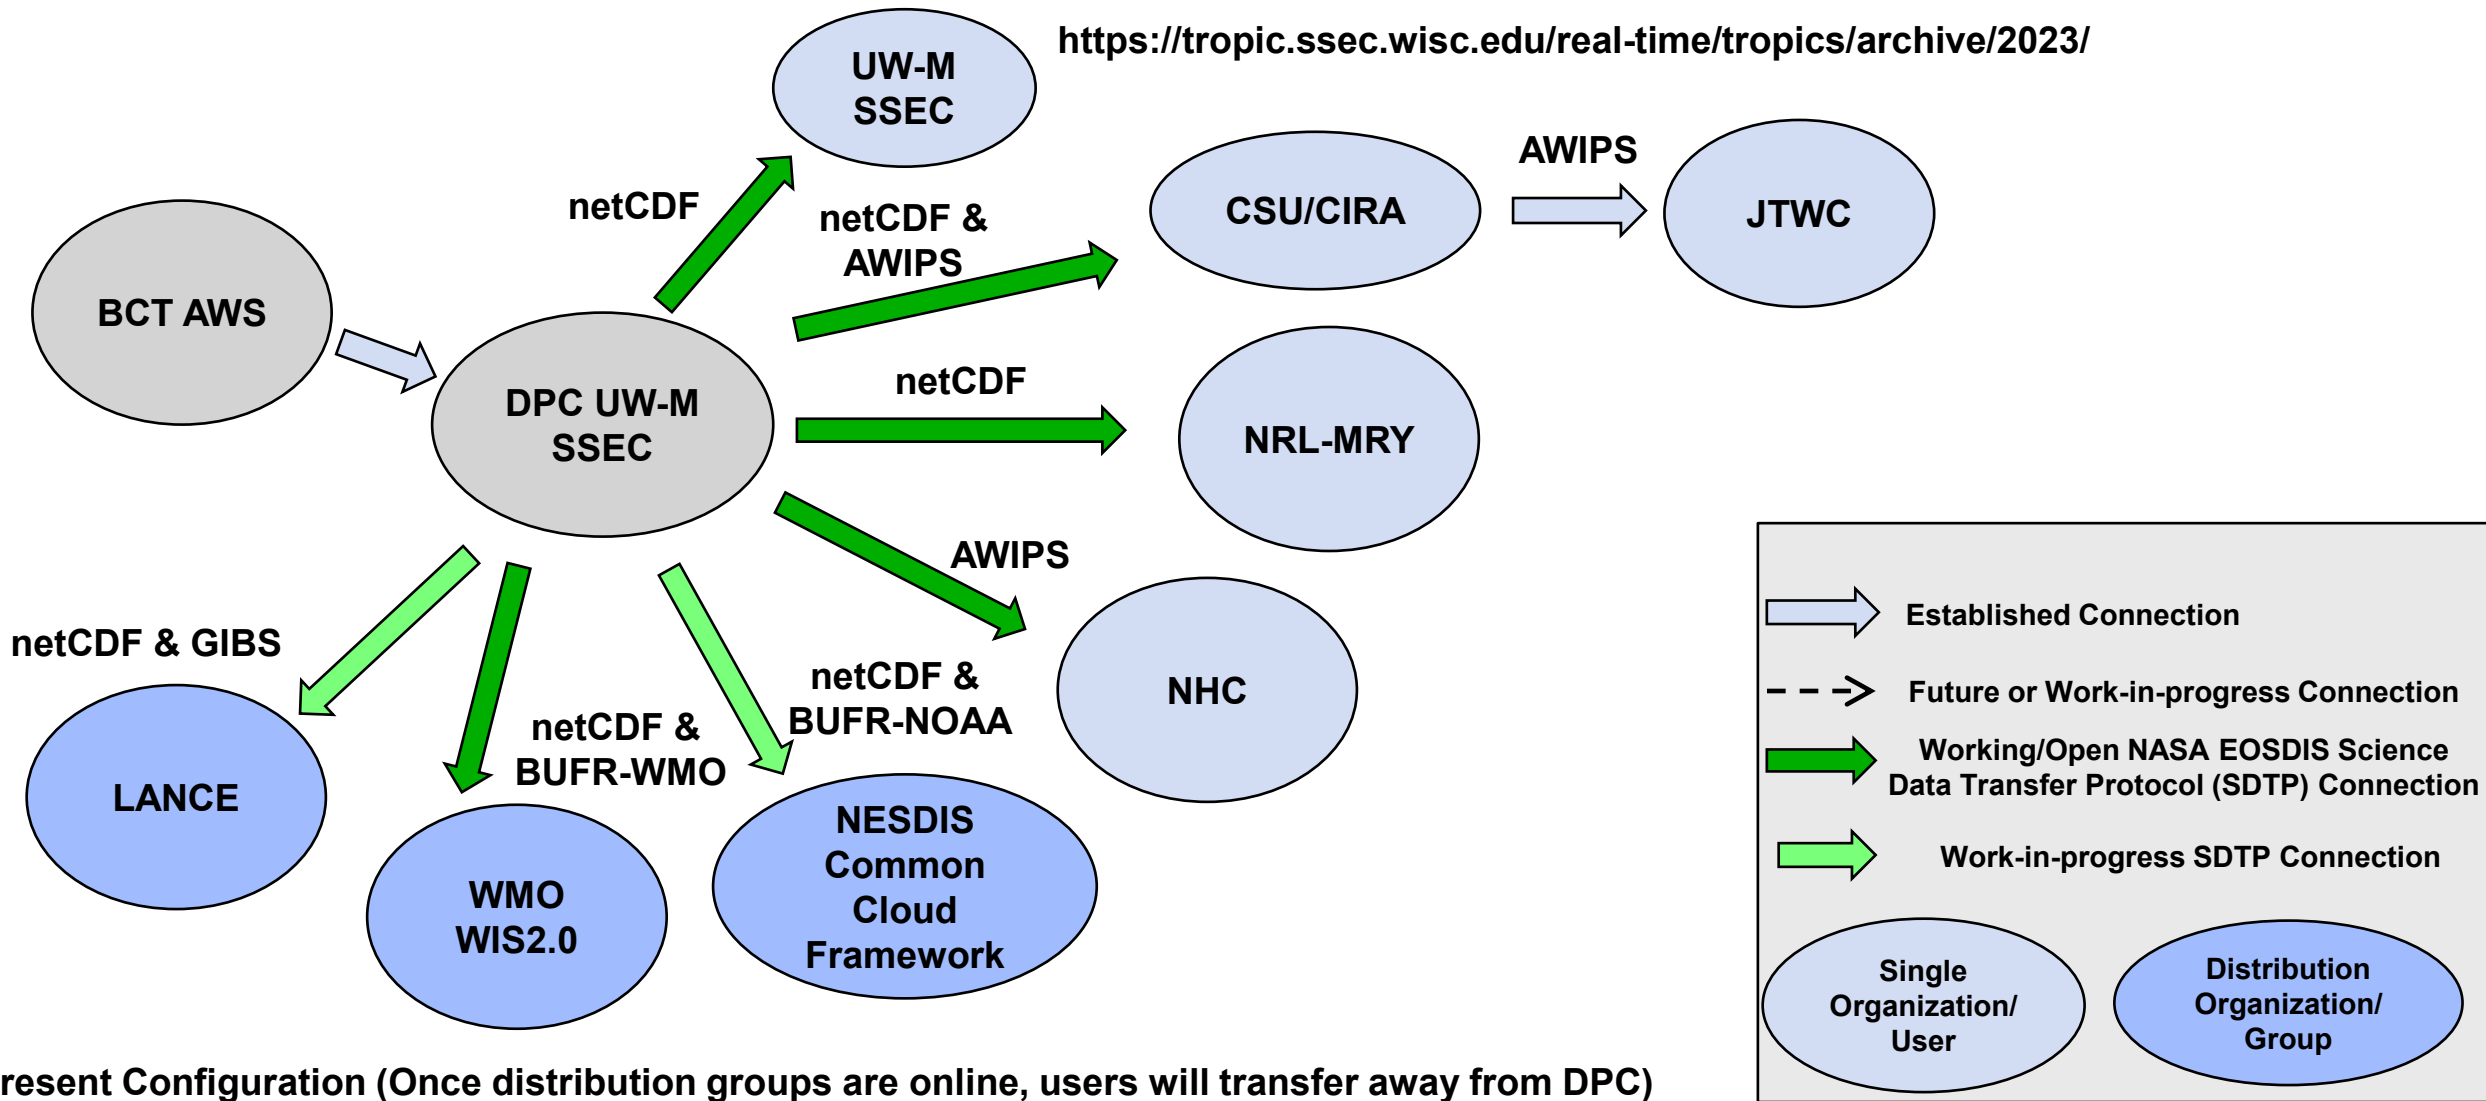 https://tropic.ssec.wisc.edu/real-time/tropics/archive/2023/
UW-M
SSEC
netCDF
netCDF &
AWIPS
CSU/CIRA
AWIPS
JTWC
BCT AWS
DPC UW-M
SSEC
netCDF
NRL-MRY
AWIPS
NHC
netCDF & GIBS
LANCE
netCDF &
BUFR-WMO
WMO
WIS2.0
netCDF &
BUFR-NOAA
NESDIS
Common
Cloud
Framework
Established Connection
Future or Work-in-progress Connection
Working/Open NASA EOSDIS Science
Data Transfer Protocol (SDTP) Connection
Work-in-progress SDTP Connection
Single
Organization/
User
Distribution
Organization/
Group
resent Configuration (Once distribution groups are online, users will transfer away from DPC)